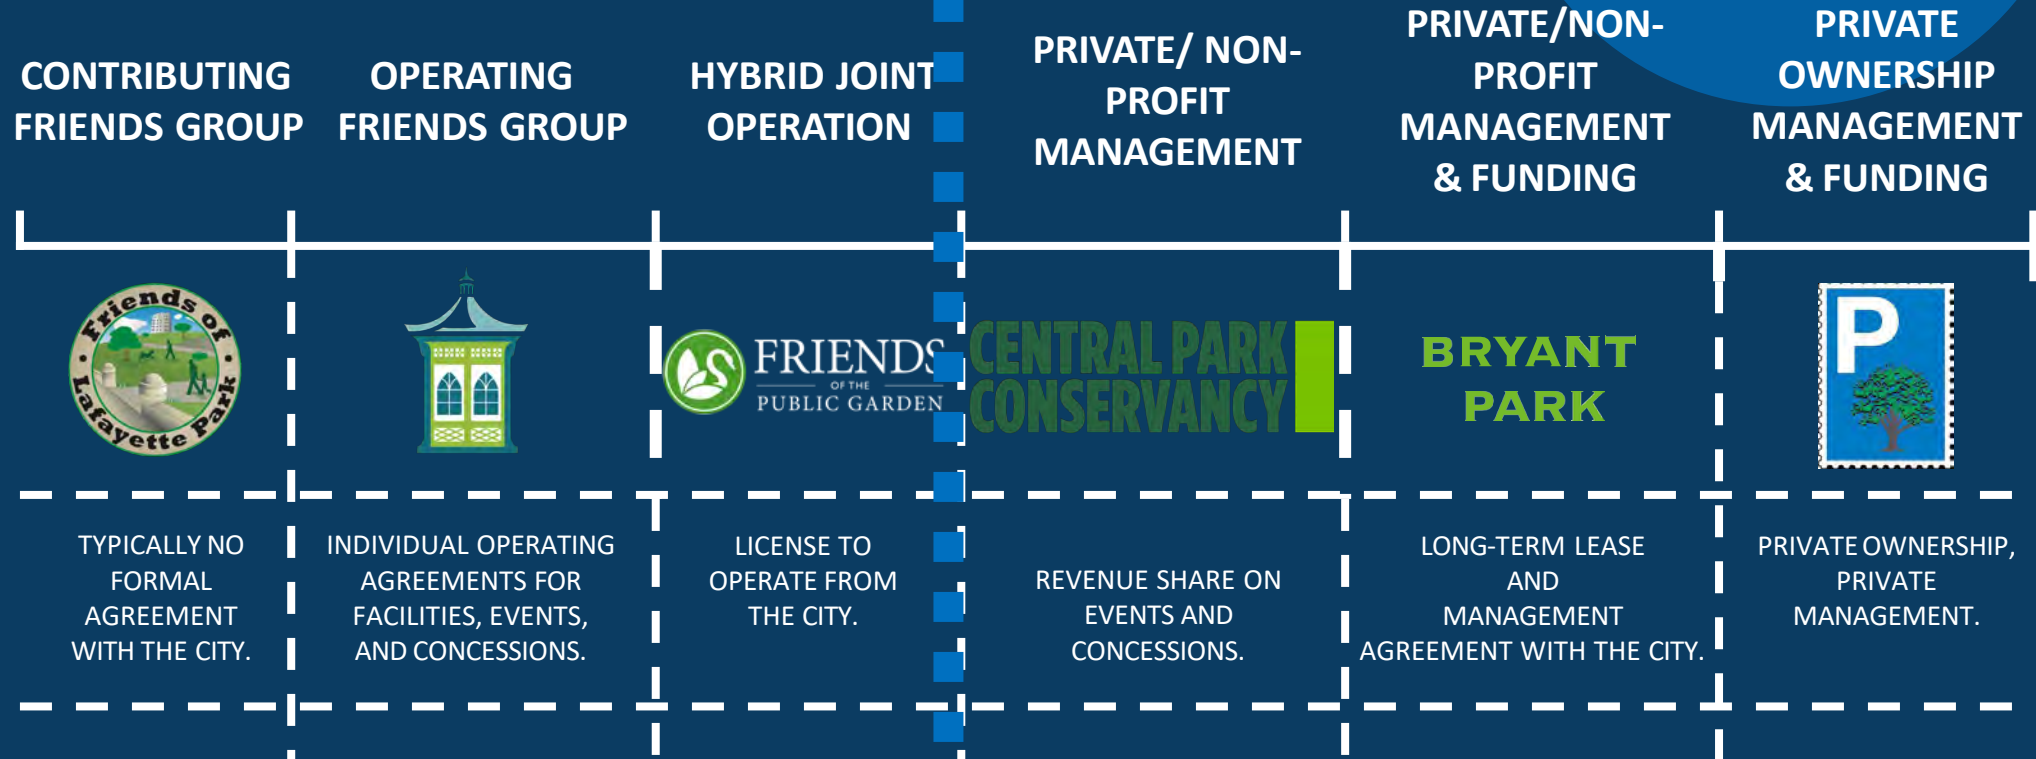 CONTRIBUTING
FRIENDS GROUP
OPERATING
FRIENDS GROUP
HYBRID JOINT
OPERATION
PRIVATE/ NON-
PROFIT
MANAGEMENT
PRIVATE/NON-
PROFIT
MANAGEMENT
& FUNDING
PRIVATE
OWNERSHIP
MANAGEMENT
& FUNDING
Friends of
Lafayette Park
FRIENDS
OF THE
PUBLIC GARDEN
CENTRAL PARK
CONSERVANCY
BRYANT
PARK
P
TYPICALLY NO
FORMAL
AGREEMENT
WITH THE CITY.
INDIVIDUAL OPERATING
AGREEMENTS FOR
FACILITIES, EVENTS,
AND CONCESSIONS.
LICENSE TO
OPERATE FROM
THE CITY.
REVENUE SHARE ON
EVENTS AND
CONCESSIONS.
LONG-TERM LEASE
AND
MANAGEMENT
AGREEMENT WITH THE CITY.
PRIVATE OWNERSHIP,
PRIVATE
MANAGEMENT.